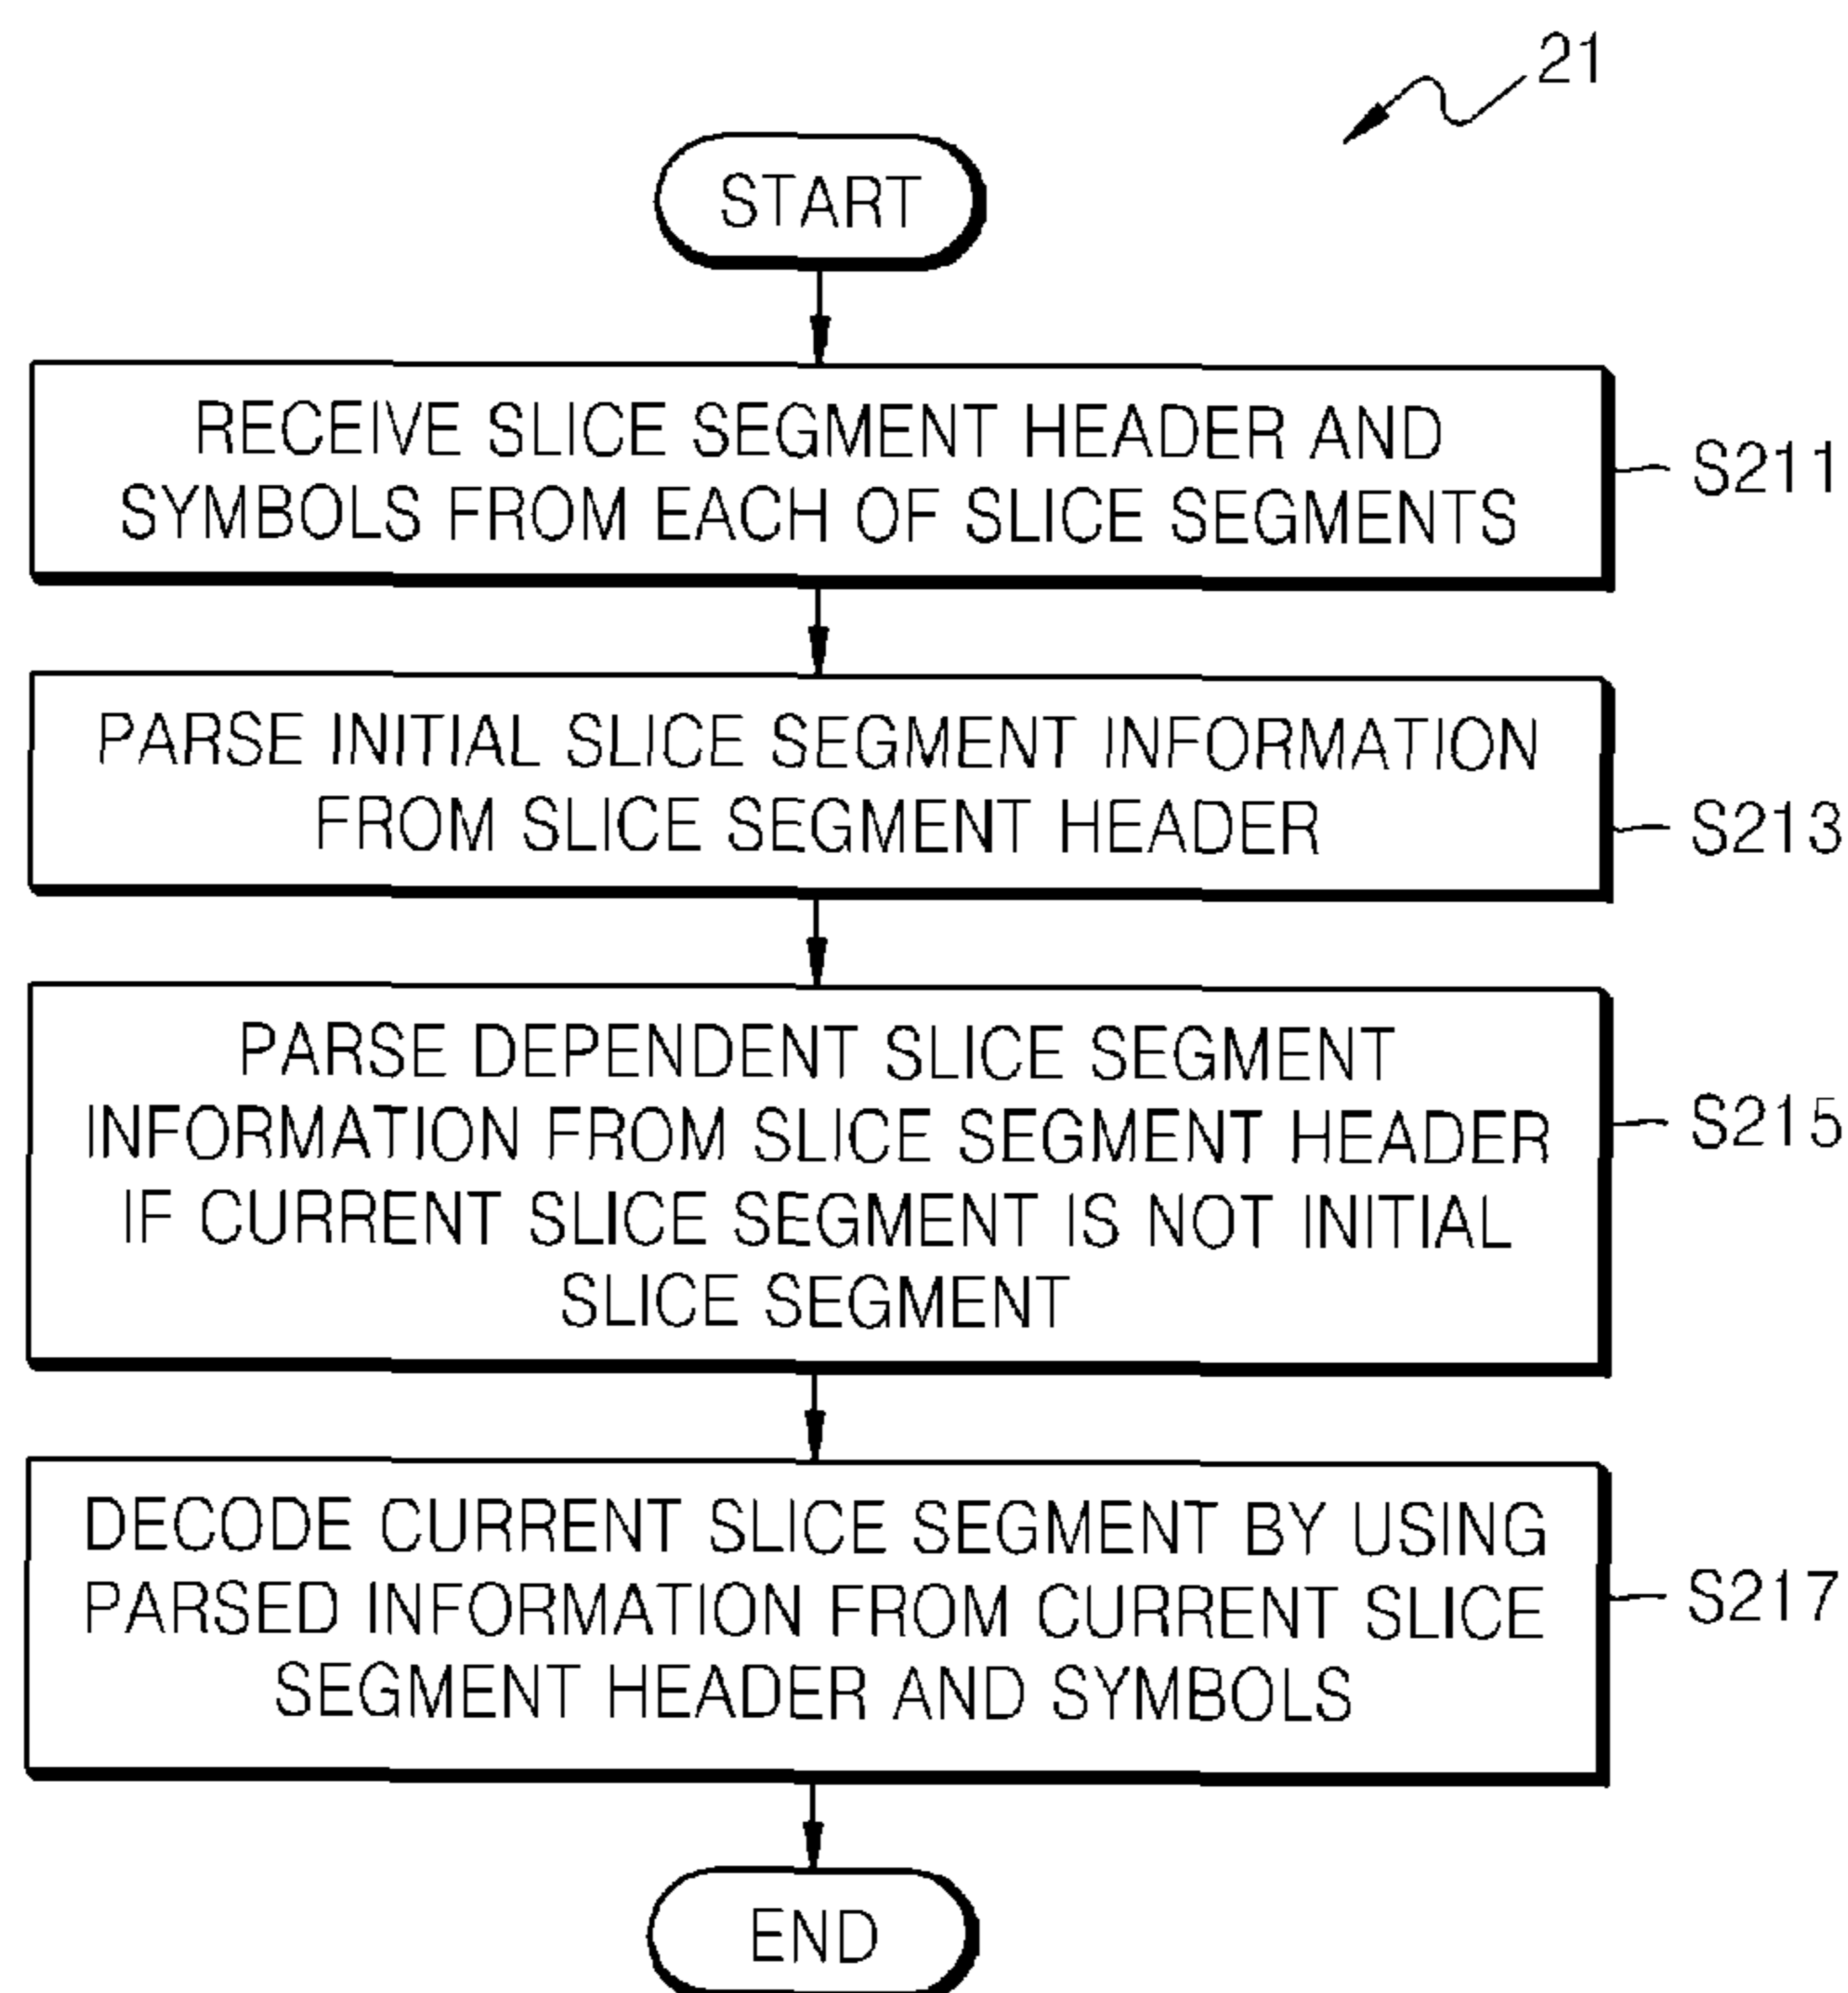 21
START
RECEIVE SLICE SEGMENT HEADER AND
SYMBOLS FROM EACH OF SLICE SEGMENTS
S211
PARSE INITIAL SLICE SEGMENT INFORMATION
FROM SLICE SEGMENT HEADER
S213
PARSE DEPENDENT SLICE SEGMENT
INFORMATION FROM SLICE SEGMENT HEADER
IF CURRENT SLICE SEGMENT IS NOT INITIAL
SLICE SEGMENT
S215
DECODE CURRENT SLICE SEGMENT BY USING
PARSED INFORMATION FROM CURRENT SLICE
SEGMENT HEADER AND SYMBOLS
S217
END